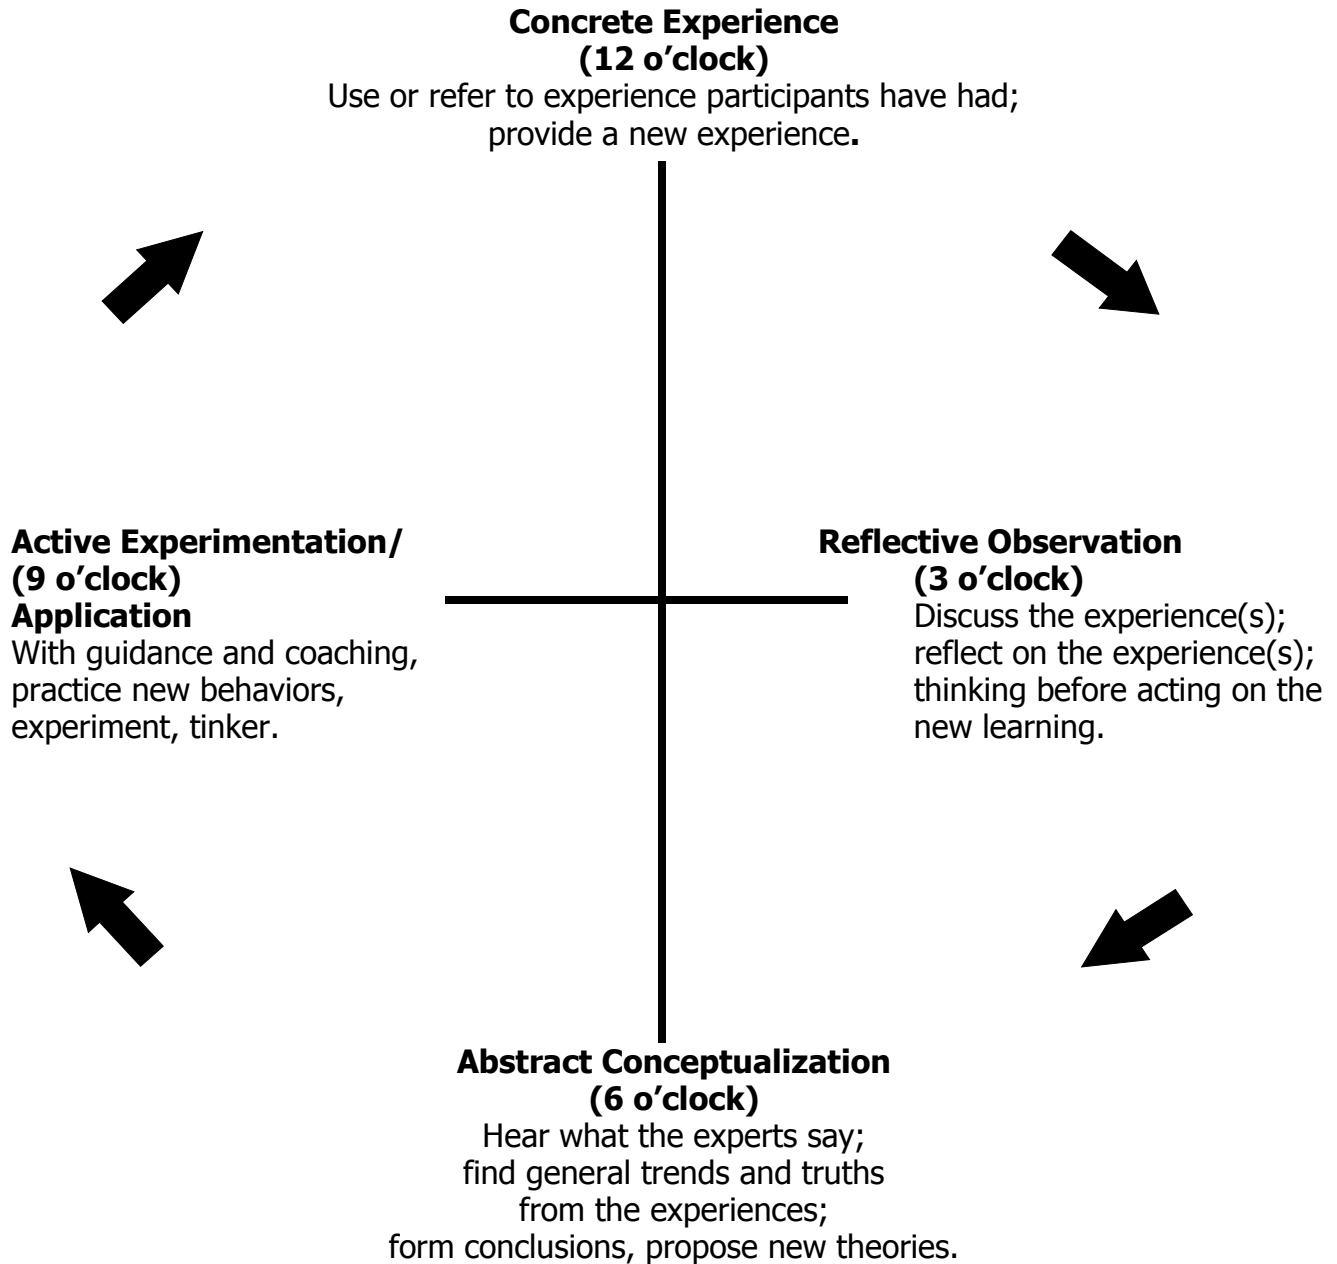 Concrete Experience
(12 o’clock)
Use or refer to experience participants have had;
provide a new experience.
Active Experimentation/
(9 o’clock)
Application
With guidance and coaching,
practice new behaviors,
experiment, tinker.
Reflective Observation
(3 o’clock)
Discuss the experience(s);
reflect on the experience(s);
thinking before acting on the
new learning.
Abstract Conceptualization
(6 o’clock)
Hear what the experts say;
find general trends and truths
from the experiences;
form conclusions, propose new theories.